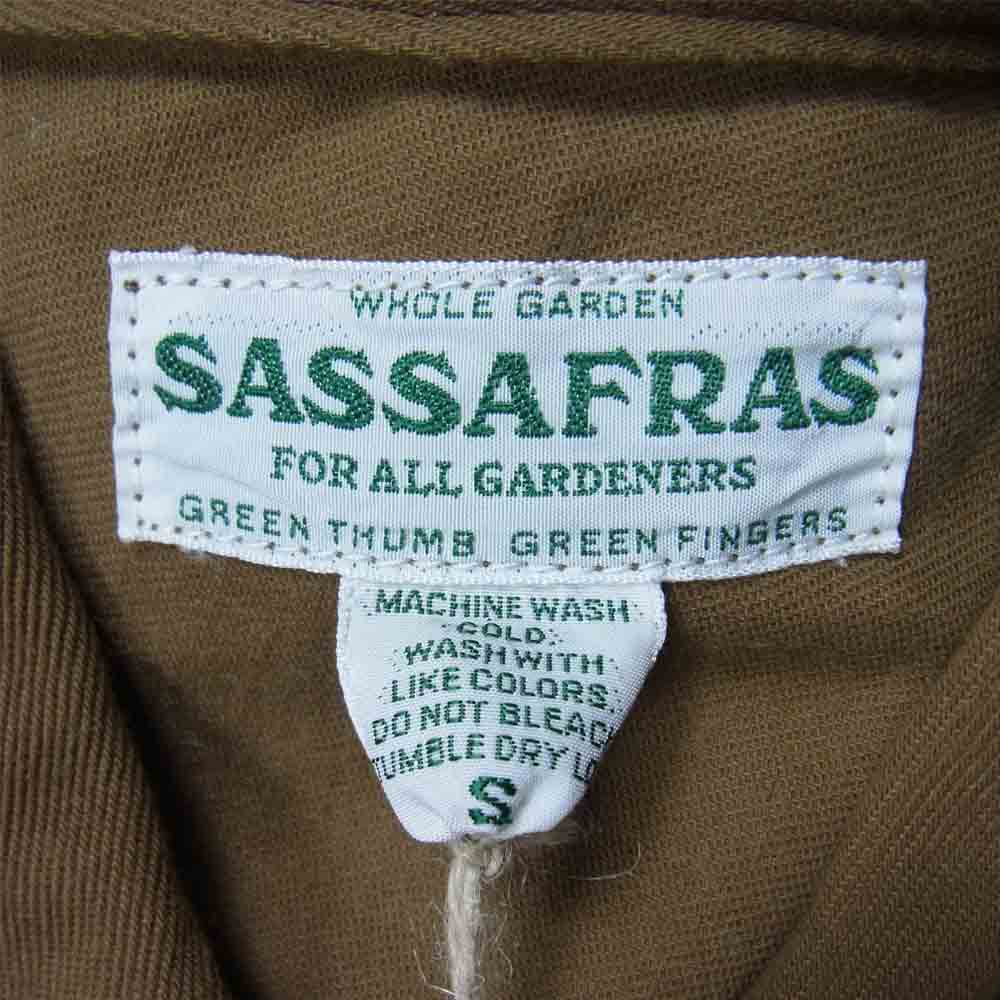 WHOLE GARDEN
SASSAFRAS
FOR ALL GARDENERS
GREEN THUMB GREEN FINGERS
MACHINE WASH
COLD
WASH WITH
LIKE COLORS
DO NOT BLEACH
TUMBLE DRY LO
S